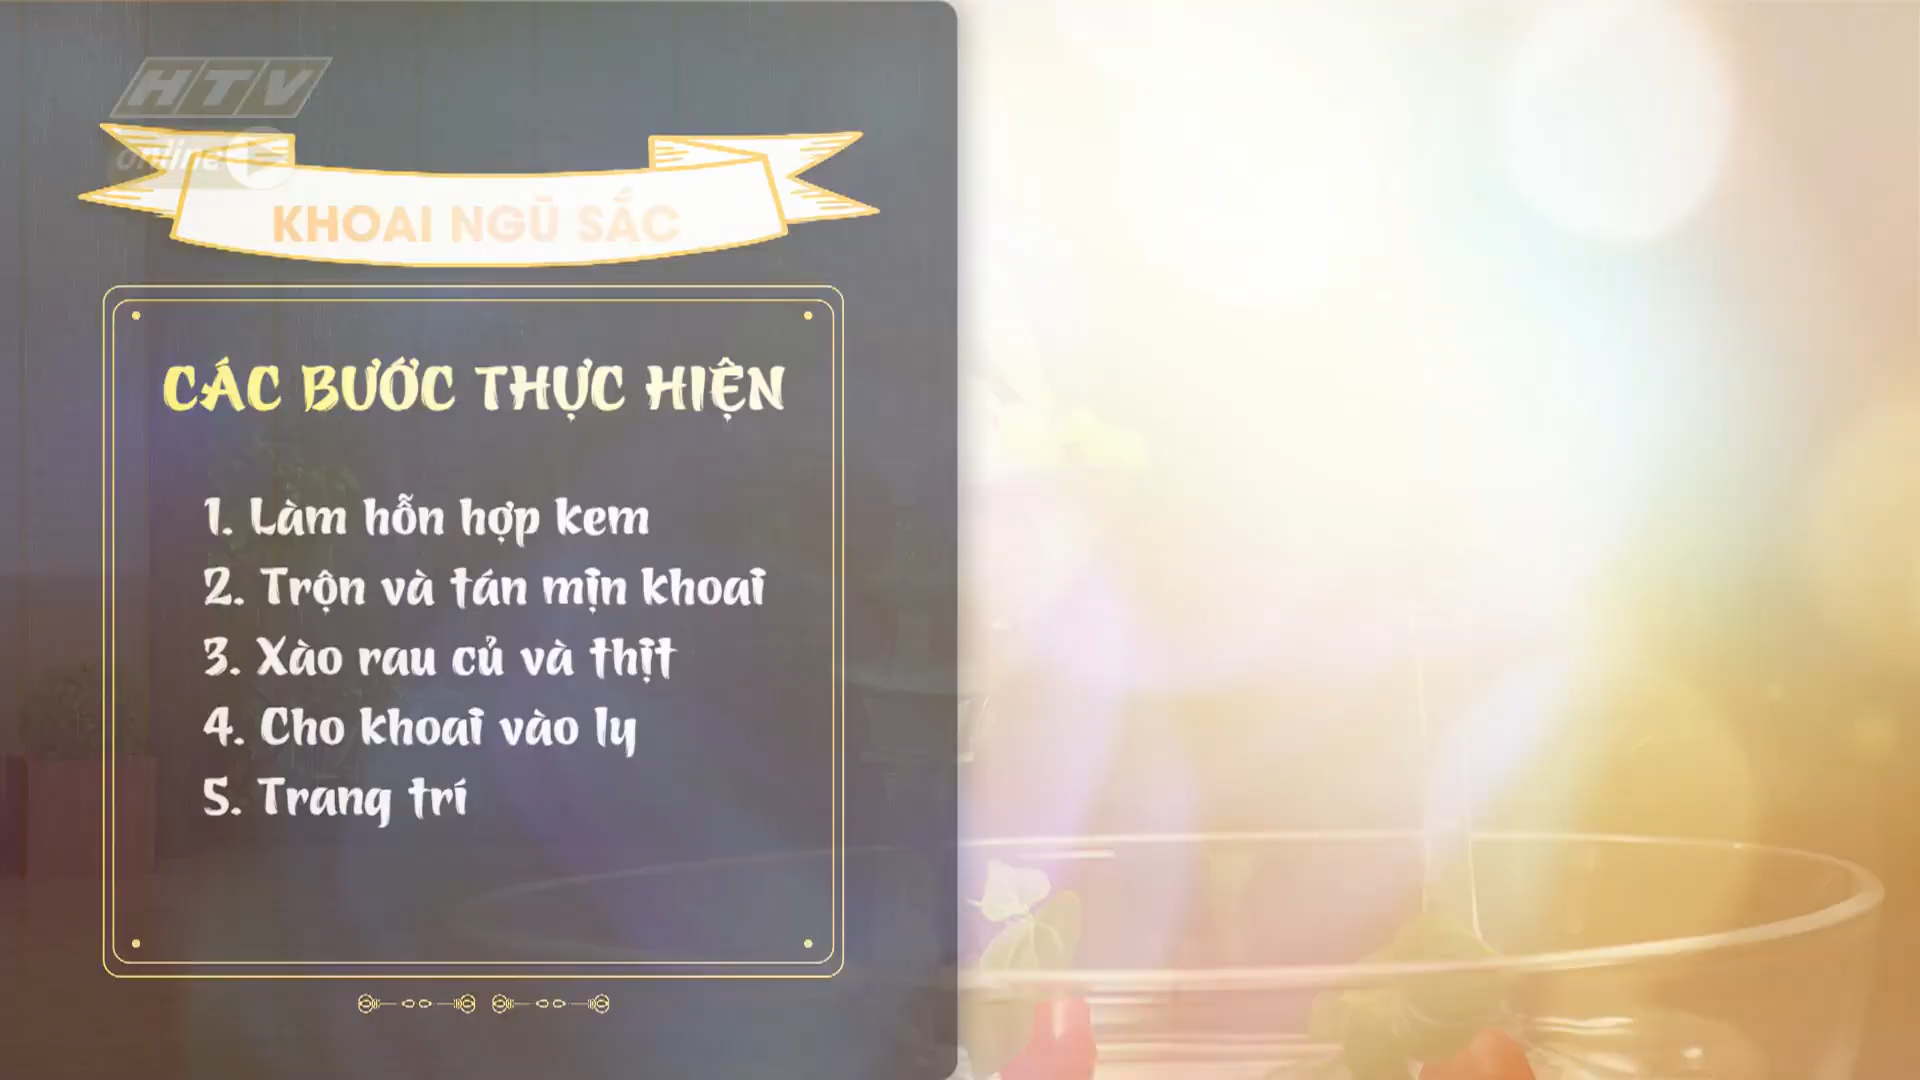 HTV
online
KHOAI NGŨ SẮC
CÁC BƯỚC THỰC HIỆN
1. Làm hỗn hợp kem
2. Trộn và tán mịn khoai
3. Xào rau củ và thịt
4. Cho khoai vào ly
5. Trang trí